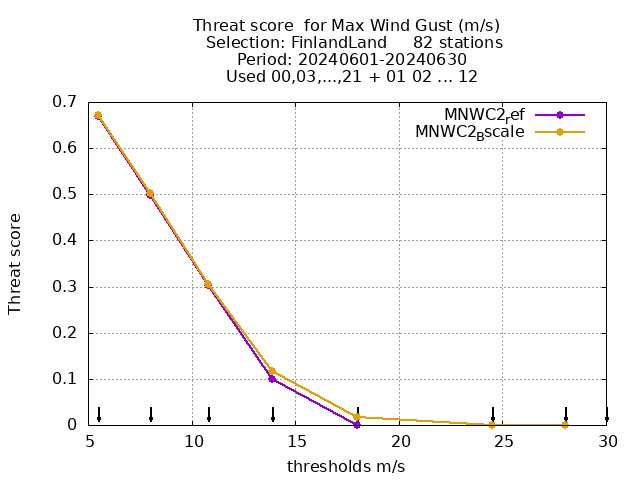 Threat score  for Max Wind Gust (m/s)
Selection: FinlandLand     82 stations
Period: 20240601-20240630
Used 00,03,...,21 + 01 02 ... 12
MNWC2ref
MNWC2Bscale
0.7
0.6
0.5
0.4
0.3
0.2
0.1
0
Threat score
5 10 15 20 25 30
thresholds m/s